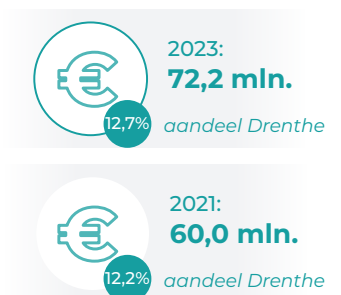 2023:
72,2 mln.
12,7% aandeel Drenthe
2021:
60,0 mln.
12,2% aandeel Drenthe